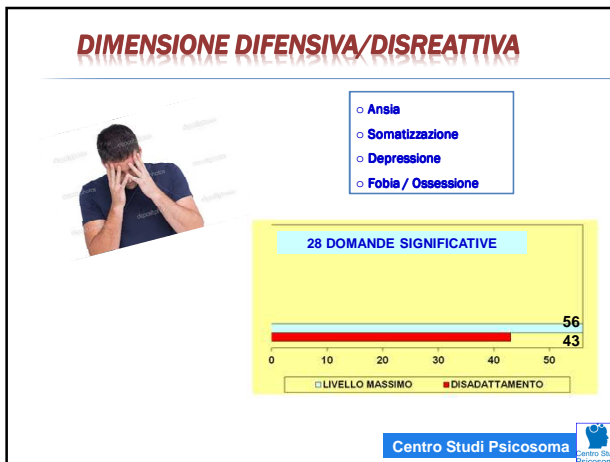 DIMENSIONE DIFENSIVA/DISREATTIVA
○ Ansia
○ Somatizzazione
○ Depressione
○ Fobia / Ossessione
depositphotos
28 DOMANDE SIGNIFICATIVE
56
43
0 10 20 30 40 50
LIVELLO MASSIMO DISADATTAMENTO
Centro Studi Psicosoma